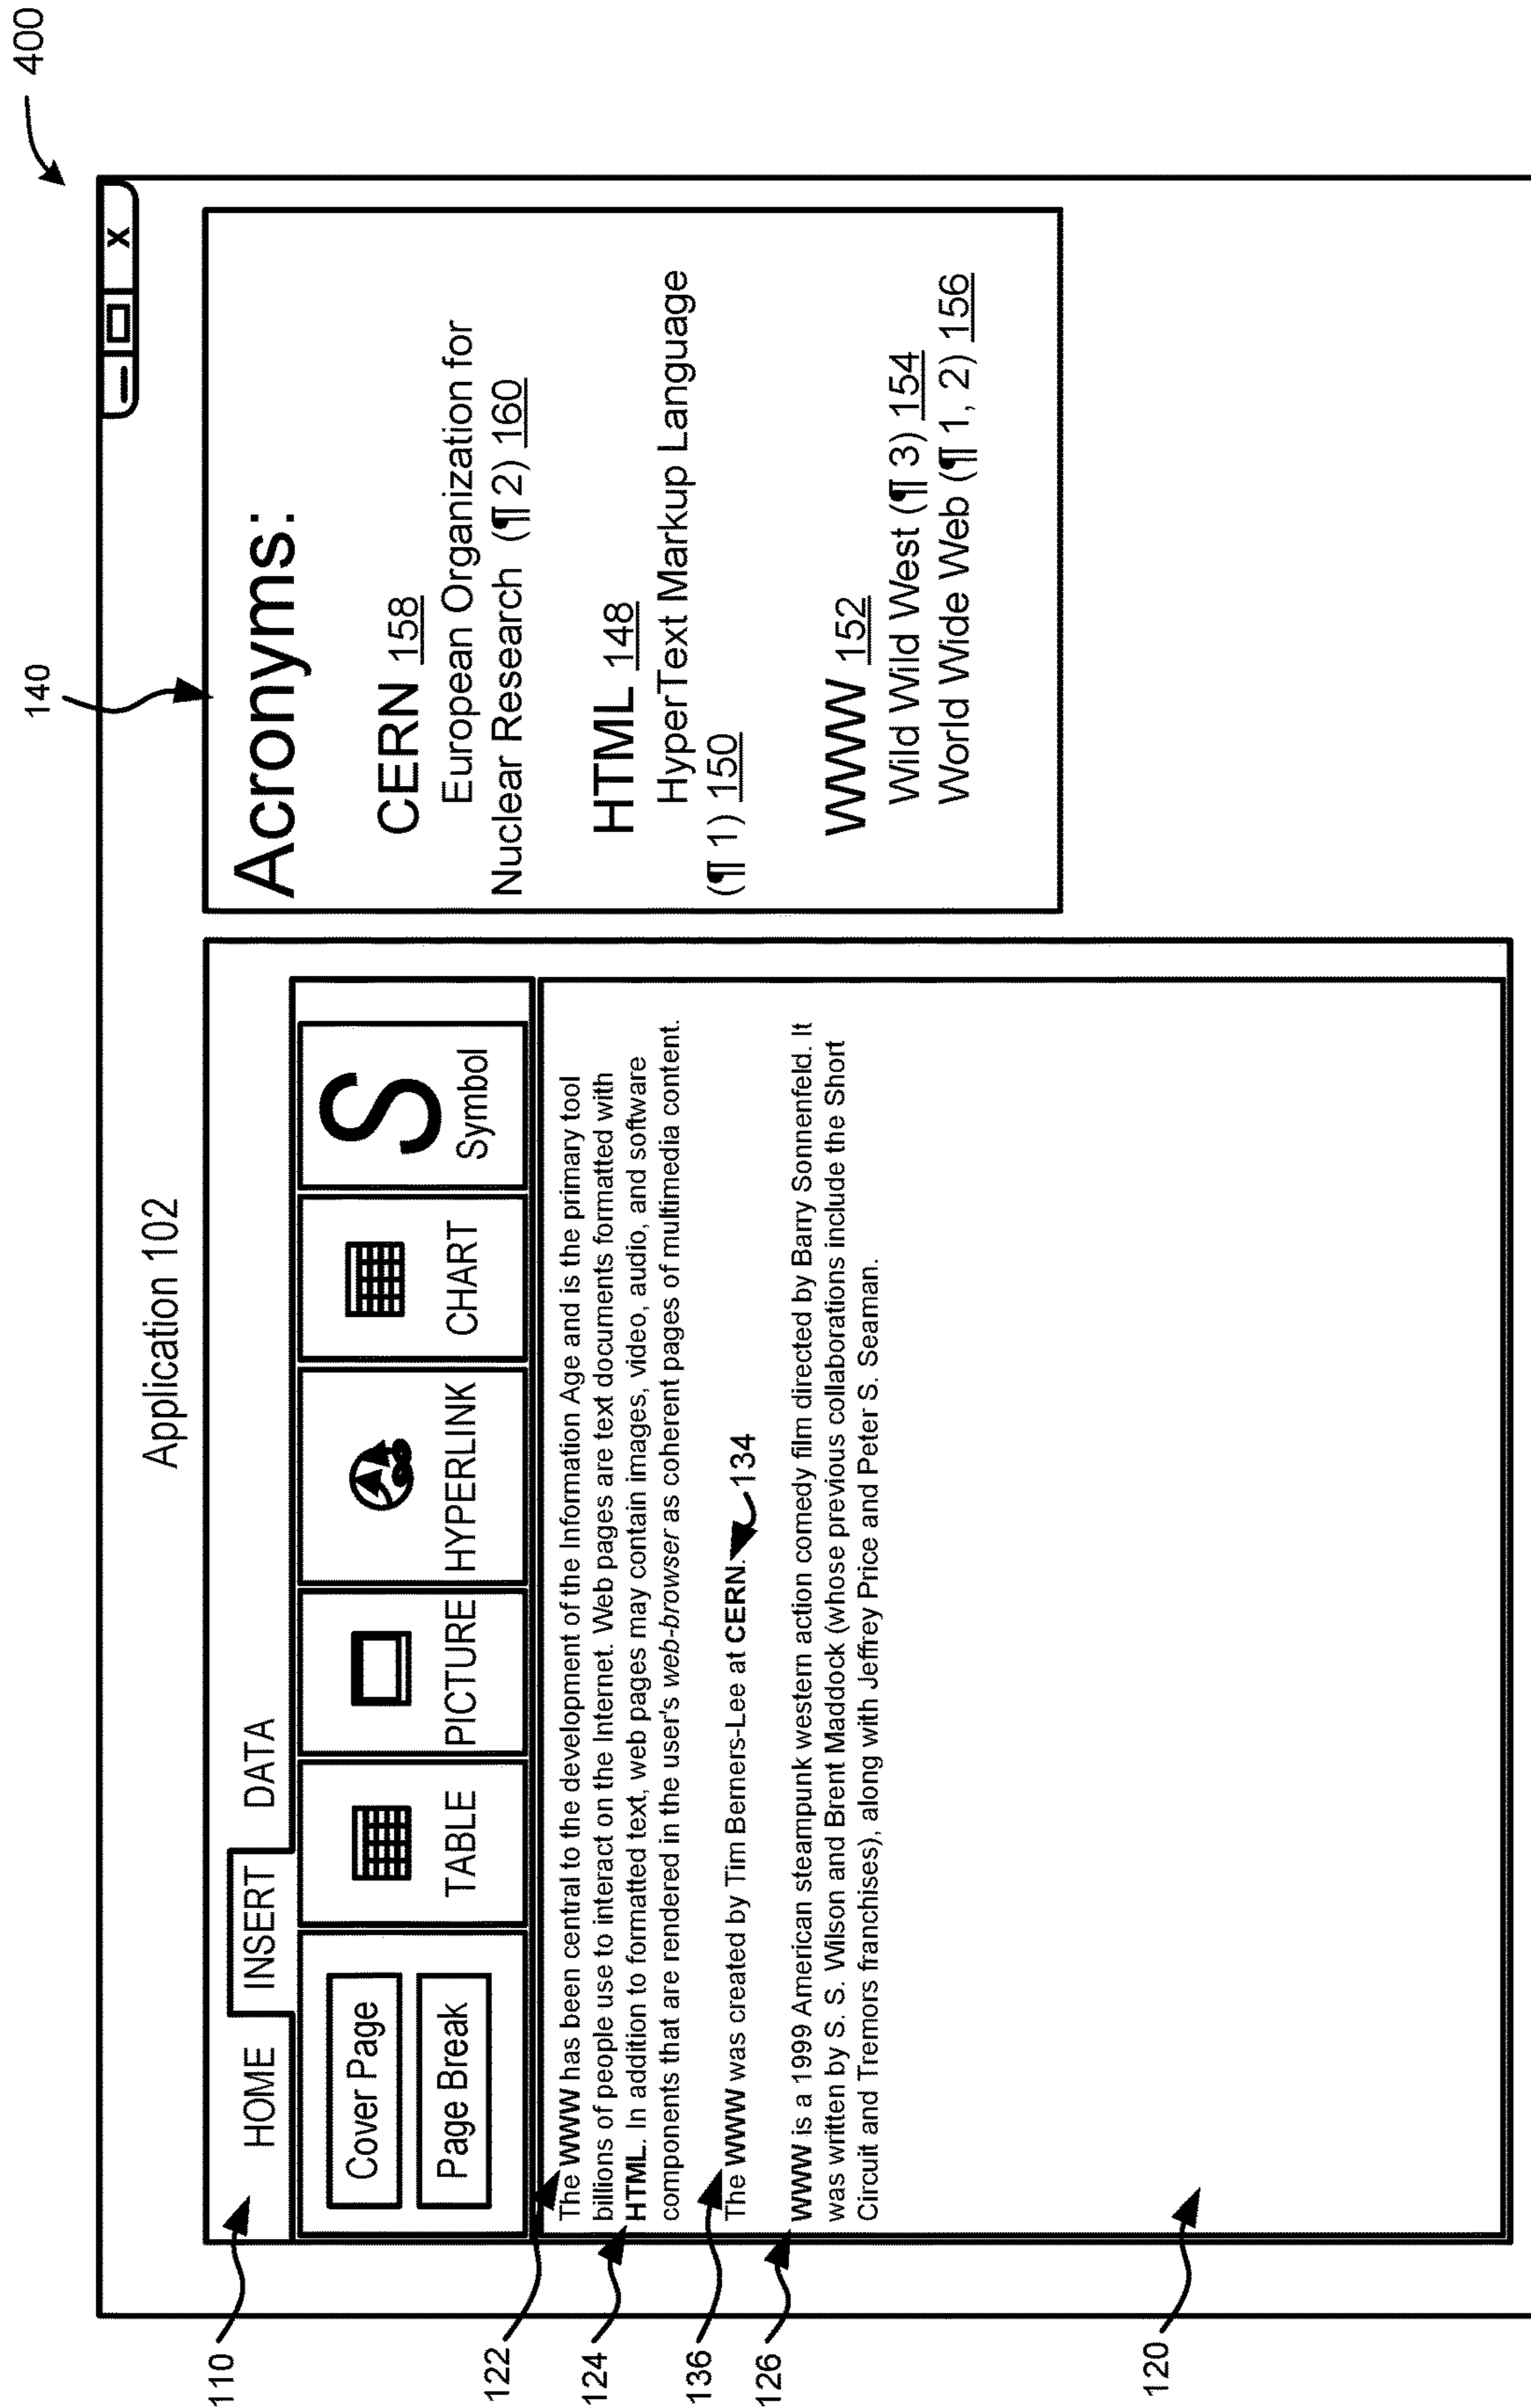 400
140
Application 102
110
HOME
INSERT
DATA
Cover Page
Page Break
TABLE
PICTURE
HYPERLINK
CHART
S
Symbol
X
122
The WWW has been central to the development of the Information Age and is the primary tool
billions of people use to interact on the Internet. Web pages are text documents formatted with
124
HTML. In addition to formatted text, web pages may contain images, video, audio, and software
components that are rendered in the user's web-browser as coherent pages of multimedia content.
136
The WWW was created by Tim Berners-Lee at CERN.
134
126
WWW is a 1999 American steampunk western action comedy film directed by Barry Sonnenfeld. It
was written by S. S. Wilson and Brent Maddock (whose previous collaborations include the Short
Circuit and Tremors franchises), along with Jeffrey Price and Peter S. Seaman.
120
Acronyms:
CERN 158
European Organization for
Nuclear Research (¶ 2) 160
HTML 148
HyperText Markup Language
(¶ 1) 150
WWW 152
Wild Wild West (¶ 3) 154
World Wide Web (¶ 1, 2) 156